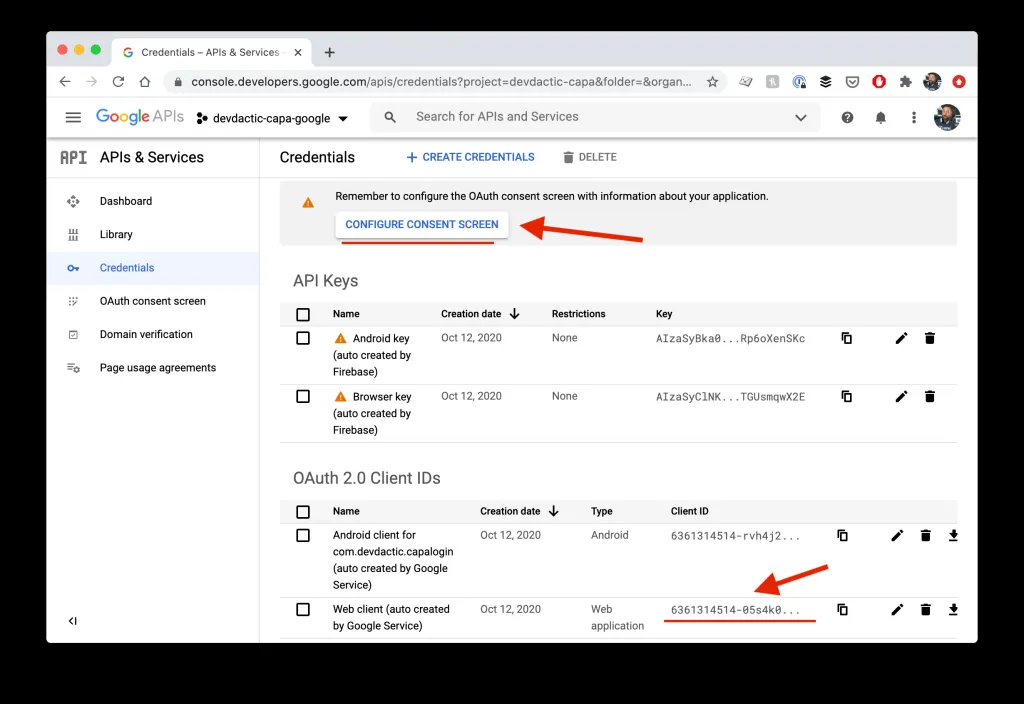 Credentials – APIs & Services -
console.developers.google.com/apis/credentials?project=devdactic-capa&folder=&organ...
Google APIs
devdactic-capa-google
Search for APIs and Services
API APIs & Services
Credentials
+ CREATE CREDENTIALS
DELETE
Dashboard
Library
Credentials
OAuth consent screen
Domain verification
Page usage agreements
Remember to configure the OAuth consent screen with information about your application.
CONFIGURE CONSENT SCREEN
API Keys
Name Creation date Restrictions Key
Android key Oct 12, 2020 None AIzaSyBka0...Rp6oXenSKc
(auto created by
Firebase)
Browser key Oct 12, 2020 None AIzaSyClNK...TGUsmqwX2E
(auto created by
Firebase)
OAuth 2.0 Client IDs
Name Creation date Type Client ID
Android client for Oct 12, 2020 Android 6361314514-rvh4j2...
com.devdactic.capalogin
(auto created by Google
Service)
Web client (auto created Oct 12, 2020 Web 6361314514-05s4k0...
by Google Service) application